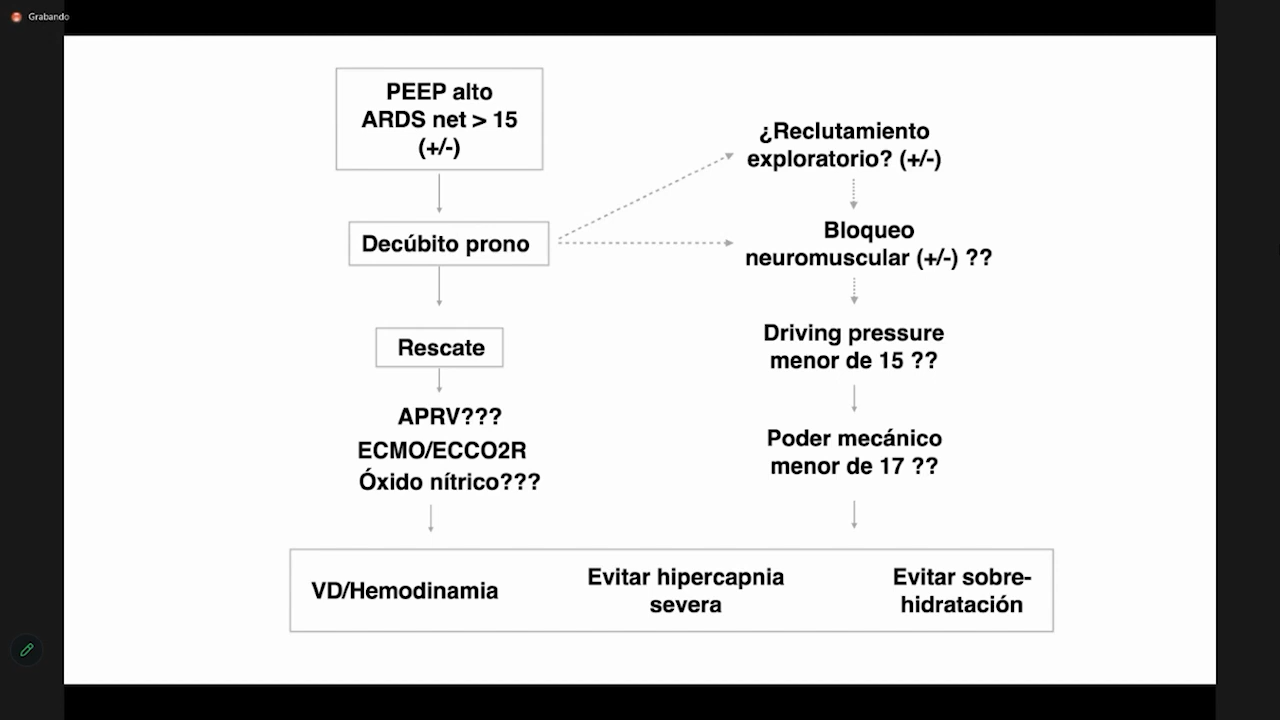 Grabando
PEEP alto
ARDS net > 15
(+/-)
Decúbito prono
Rescate
APRV???
ECMO/ECCO2R
Óxido nítrico???
¿Reclutamiento
exploratorio? (+/-)
Bloqueo
neuromuscular (+/-) ??
Driving pressure
menor de 15 ??
Poder mecánico
menor de 17 ??
VD/Hemodinamia
Evitar hipercapnia
severa
Evitar sobre-
hidratación